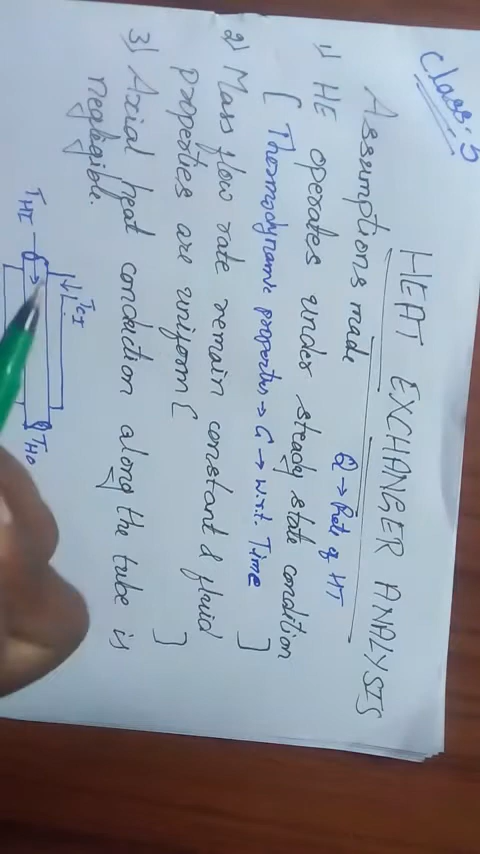 Class:5
HEAT EXCHANGER ANALYSIS
Assumptions made Q → Rate of HT
1) HE operates under steady state condition
[ Thermodynamic properties → C → w.r.t. Time ]
2) Mass flow rate remain constant & fluid
properties are uniform [ ]
3) Axial heat conduction along the tube is
negligible.
TCI
THI
THO